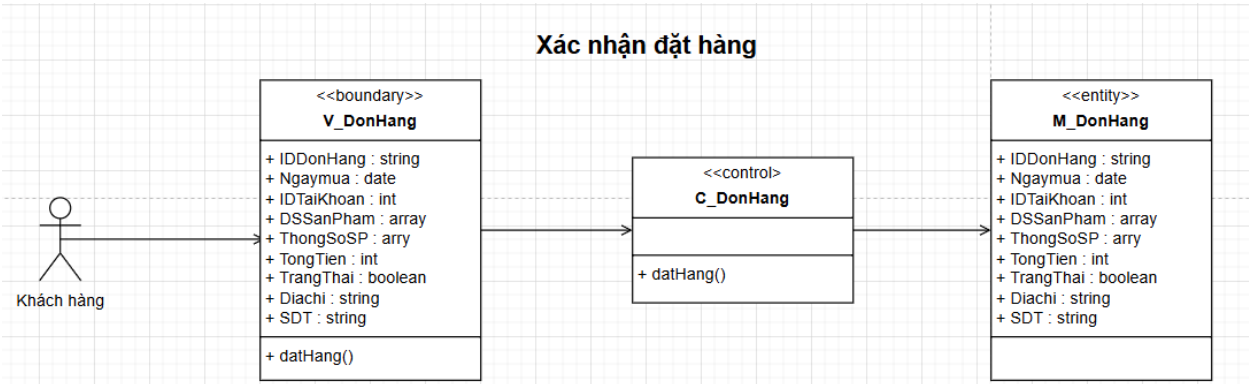 Xác nhận đặt hàng
<<boundary>>
V_DonHang
+ IDDonHang : string
+ Ngaymua : date
+ IDTaiKhoan : int
+ DSSanPham : array
+ ThongSoSP : arry
+ TongTien : int
+ TrangThai : boolean
+ Diachi : string
+ SDT : string
+ datHang()
Khách hàng
<<control>
C_DonHang
+ datHang()
<<entity>>
M_DonHang
+ IDDonHang : string
+ Ngaymua : date
+ IDTaiKhoan : int
+ DSSanPham : array
+ ThongSoSP : arry
+ TongTien : int
+ TrangThai : boolean
+ Diachi : string
+ SDT : string